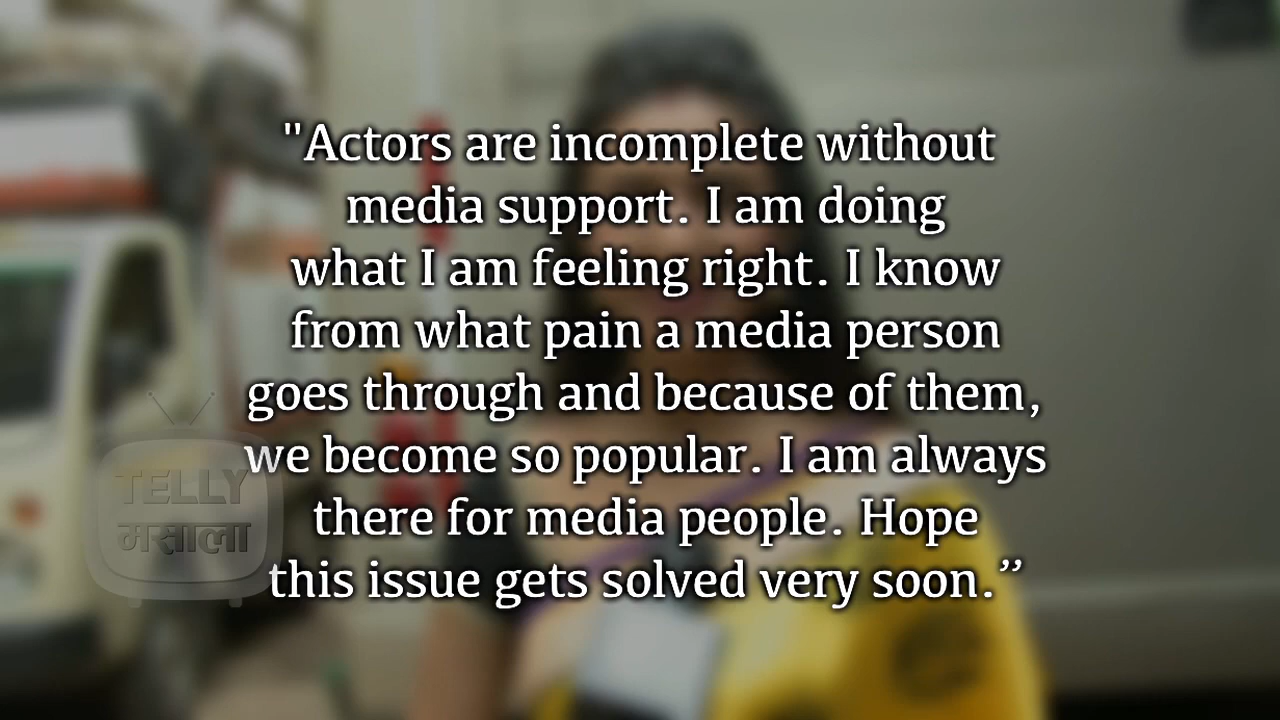 "Actors are incomplete without
media support. I am doing
what I am feeling right. I know
from what pain a media person
goes through and because of them,
we become so popular. I am always
there for media people. Hope
this issue gets solved very soon.”
TELLY
मसाला